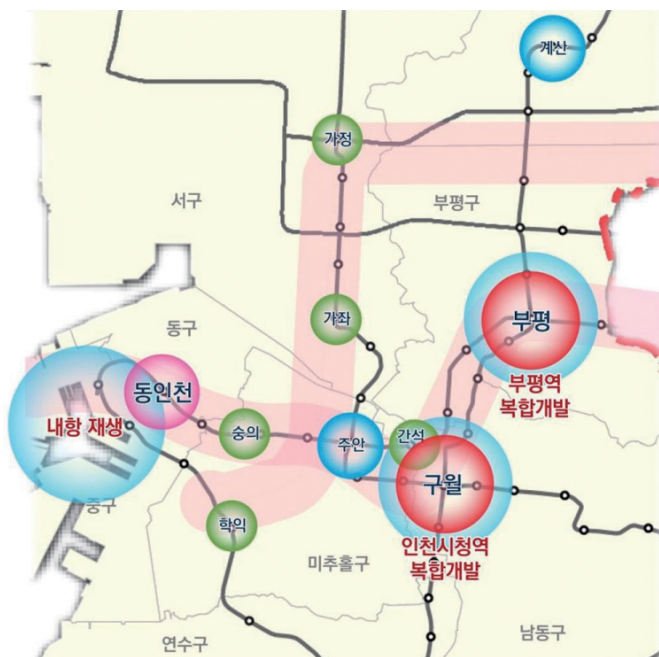 계산
가정
서구
부평구
가좌
부평
동구
부평역
복합개발
동인천
내항 재생
숭의
주안
간석
구월
중구
학익
인천시청역
복합개발
미추홀구
연수구
남동구